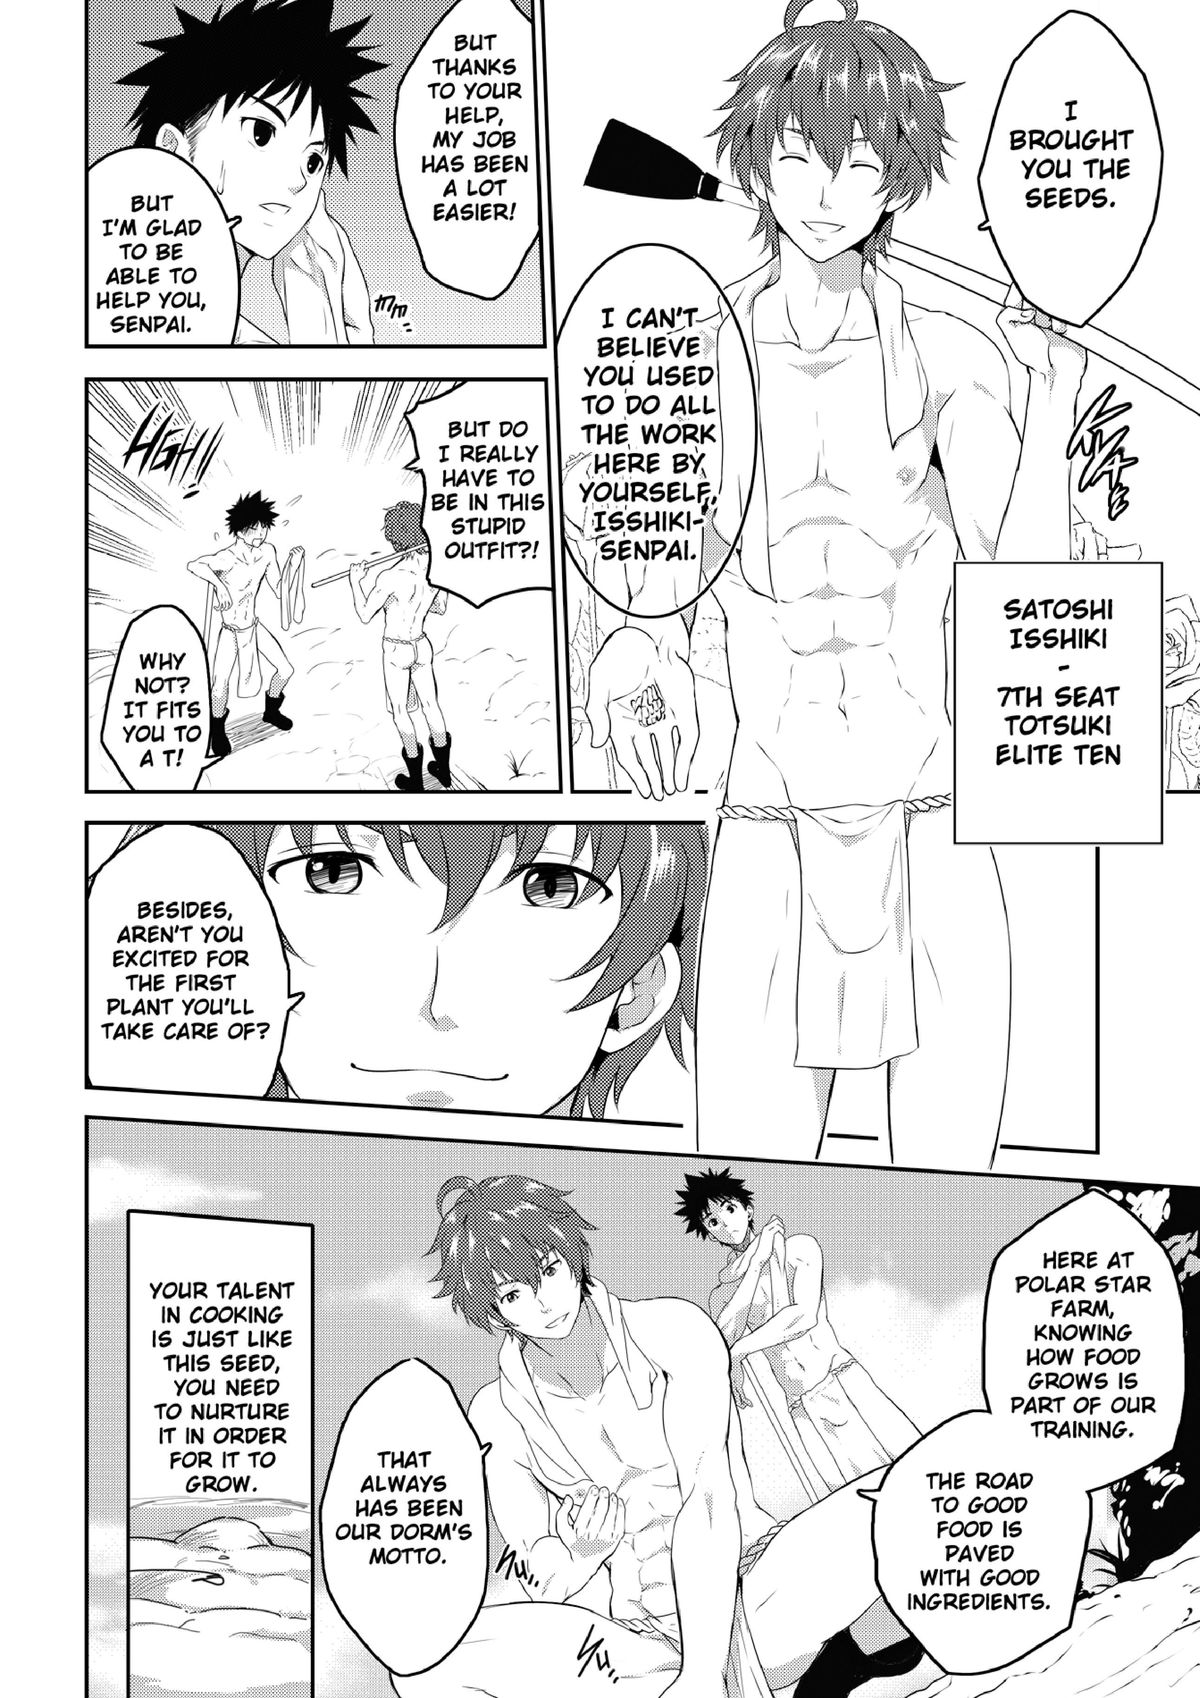 I
BROUGHT
YOU THE
SEEDS.
I CAN'T
BELIEVE
YOU USED
TO DO ALL
THE WORK
HERE BY
YOURSELF,
ISSHIKI-
SENPAI.
SATOSHI
ISSHIKI
-
7TH SEAT
TOTSUKI
ELITE TEN
BUT
THANKS
TO YOUR
HELP,
MY JOB
HAS BEEN
A LOT
EASIER!
BUT
I'M GLAD
TO BE
ABLE TO
HELP YOU,
SENPAI.
BUT DO
I REALLY
HAVE TO
BE IN THIS
STUPID
OUTFIT?!
HGH!!
WHY
NOT?
IT FITS
YOU TO
A T!
BESIDES,
AREN'T YOU
EXCITED FOR
THE FIRST
PLANT YOU'LL
TAKE CARE OF?
HERE AT
POLAR STAR
FARM,
KNOWING
HOW FOOD
GROWS IS
PART OF OUR
TRAINING.
THE ROAD
TO GOOD
FOOD IS
PAVED
WITH GOOD
INGREDIENTS.
THAT
ALWAYS
HAS BEEN
OUR DORM'S
MOTTO.
YOUR TALENT
IN COOKING
IS JUST LIKE
THIS SEED,
YOU NEED
TO NURTURE
IT IN ORDER
FOR IT TO
GROW.